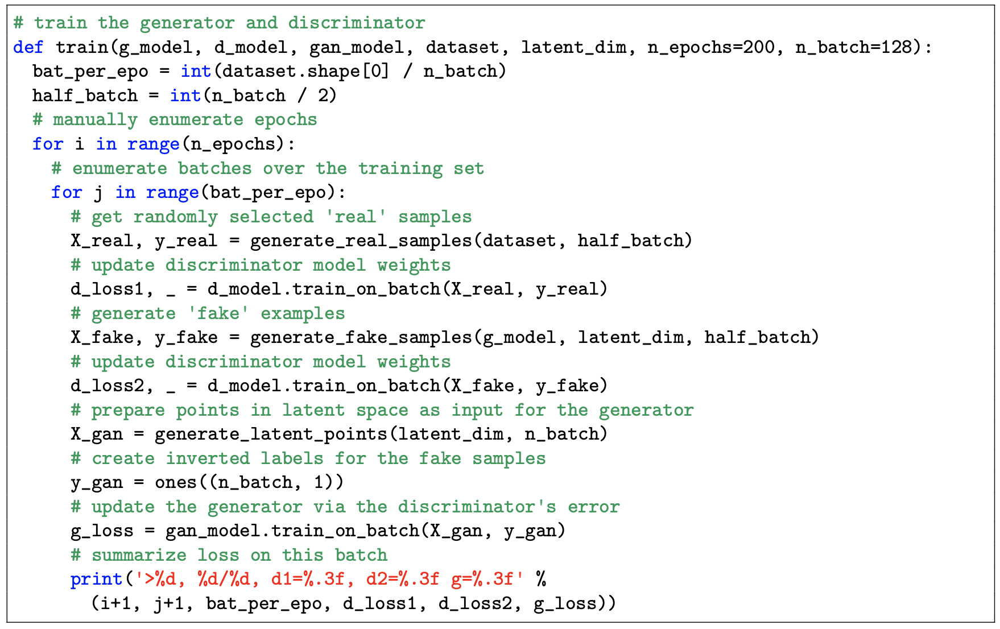 # train the generator and discriminator
def train(g_model, d_model, gan_model, dataset, latent_dim, n_epochs=200, n_batch=128):
  bat_per_epo = int(dataset.shape[0] / n_batch)
  half_batch = int(n_batch / 2)
  # manually enumerate epochs
  for i in range(n_epochs):
    # enumerate batches over the training set
    for j in range(bat_per_epo):
      # get randomly selected 'real' samples
      X_real, y_real = generate_real_samples(dataset, half_batch)
      # update discriminator model weights
      d_loss1, _ = d_model.train_on_batch(X_real, y_real)
      # generate 'fake' examples
      X_fake, y_fake = generate_fake_samples(g_model, latent_dim, half_batch)
      # update discriminator model weights
      d_loss2, _ = d_model.train_on_batch(X_fake, y_fake)
      # prepare points in latent space as input for the generator
      X_gan = generate_latent_points(latent_dim, n_batch)
      # create inverted labels for the fake samples
      y_gan = ones((n_batch, 1))
      # update the generator via the discriminator's error
      g_loss = gan_model.train_on_batch(X_gan, y_gan)
      # summarize loss on this batch
      print('>%d, %d/%d, d1=%.3f, d2=%.3f g=%.3f' %
        (i+1, j+1, bat_per_epo, d_loss1, d_loss2, g_loss))